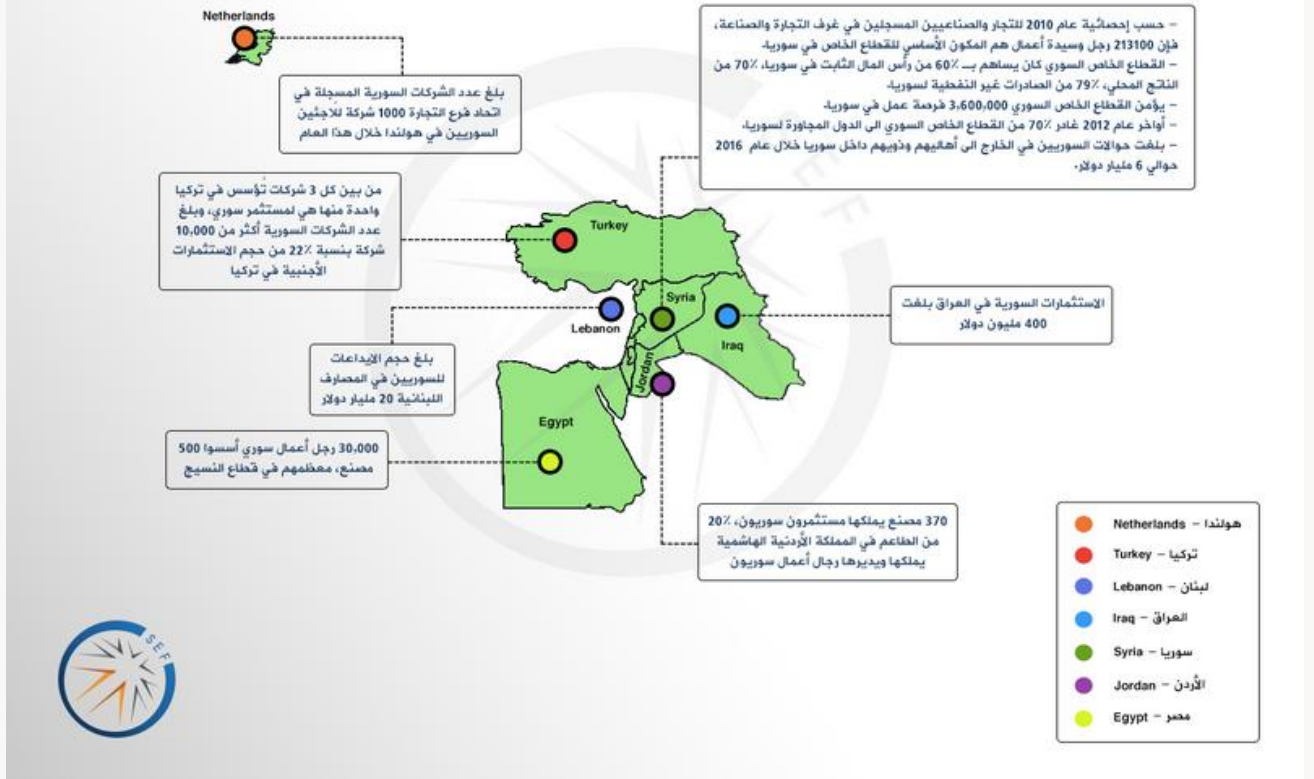 Netherlands
– حسب إحصائية عام 2010 للتجار والصناعيين المسجلين في غرف التجارة والصناعة،
فإن 213100 رجل وسيدة أعمال هم المكون الأساسي للقطاع الخاص في سوريا.
– القطاع الخاص السوري كان يساهم بــ 60٪ من رأس المال الثابت في سوريا، 70٪ من
الناتج المحلي، 79٪ من الصادرات غير النفطية لسوريا.
– يؤمن القطاع الخاص السوري 3،600،000 فرصة عمل في سوريا.
– أواخر عام 2012 غادر 70٪ من القطاع الخاص السوري الى الدول المجاورة لسوريا.
– بلغت حوالات السوريين في الخارج الى أهاليهم وذويهم داخل سوريا خلال عام 2016
حوالي 6 مليار دولار.
بلغ عدد الشركات السورية المسجلة في
اتحاد فرع التجارة 1000 شركة للاجئين
السوريين في هولندا خلال هذا العام
من بين كل 3 شركات تُؤسس في تركيا
واحدة منها هي لمستثمر سوري، وبلغ
عدد الشركات السورية أكثر من 10،000
شركة بنسبة 22٪ من حجم الاستثمارات
الأجنبية في تركيا
Turkey
Syria
Lebanon
Iraq
Jordan
Egypt
الاستثمارات السورية في العراق بلغت
400 مليون دولار
بلغ حجم الايداعات
للسوريين في المصارف
اللبنانية 20 مليار دولار
30،000 رجل أعمال سوري أسسوا 500
مصنع، معظمهم في قطاع النسيج
370 مصنع يملكها مستثمرون سوريون، 20٪
من الطاعم في المملكة الأردنية الهاشمية
يملكها ويديرها رجال أعمال سوريون
هولندا – Netherlands
تركيا – Turkey
لبنان – Lebanon
العراق – Iraq
سوريا – Syria
الأردن – Jordan
مصر – Egypt
SEF
SEF